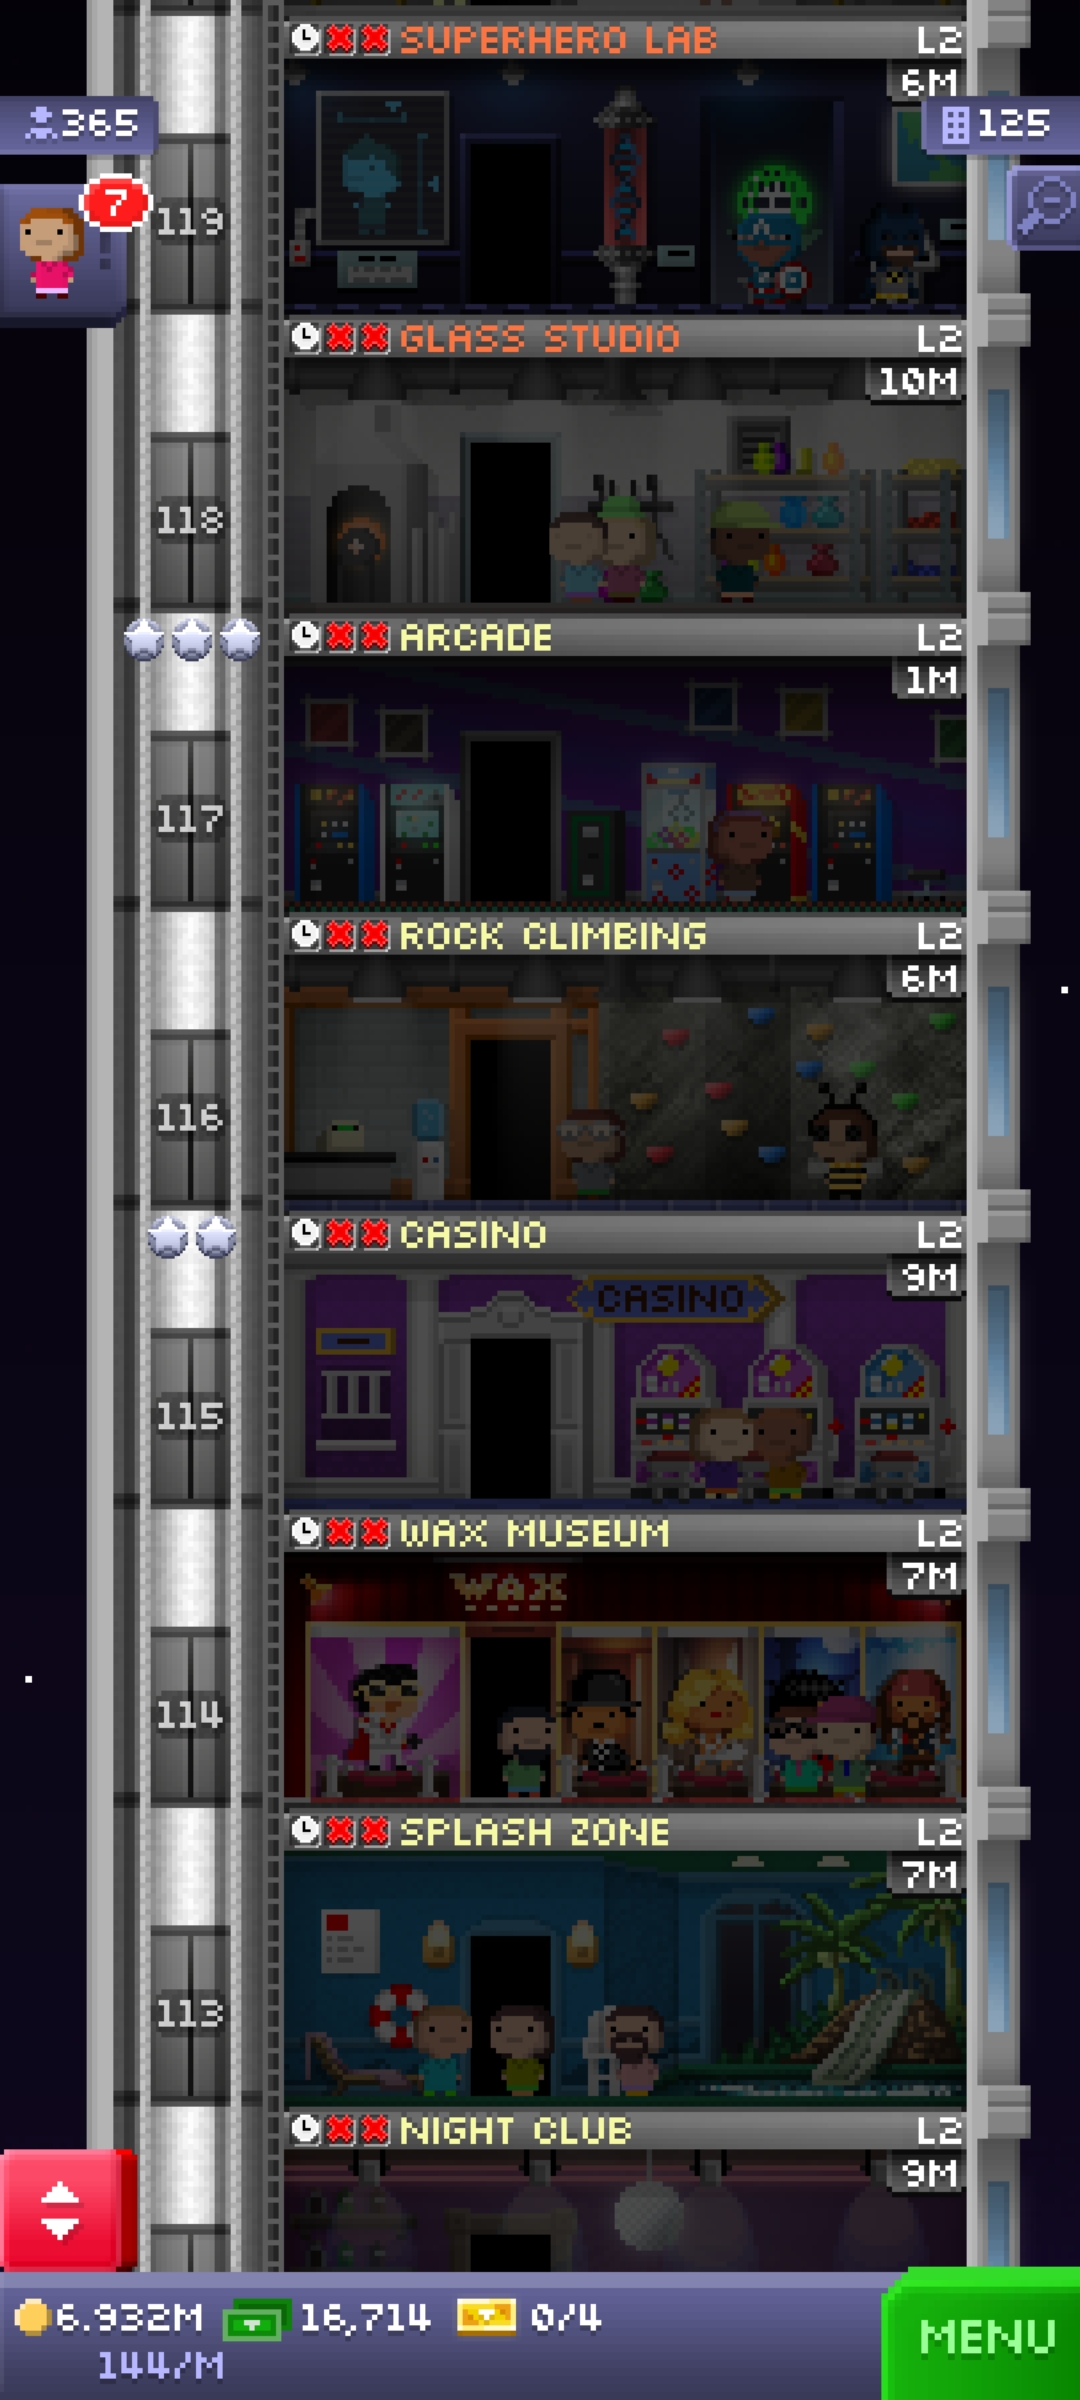 SUPERHERO LAB L2
6M
365
125
7
119
GLASS STUDIO L2
10M
118
ARCADE L2
1M
117
ROCK CLIMBING L2
6M
116
CASINO L2
9M
CASINO
115
WAX MUSEUM L2
7M
WAX
114
SPLASH ZONE L2
7M
113
NIGHT CLUB L2
9M
6.932M 16,714 0/4
144/M
MENU